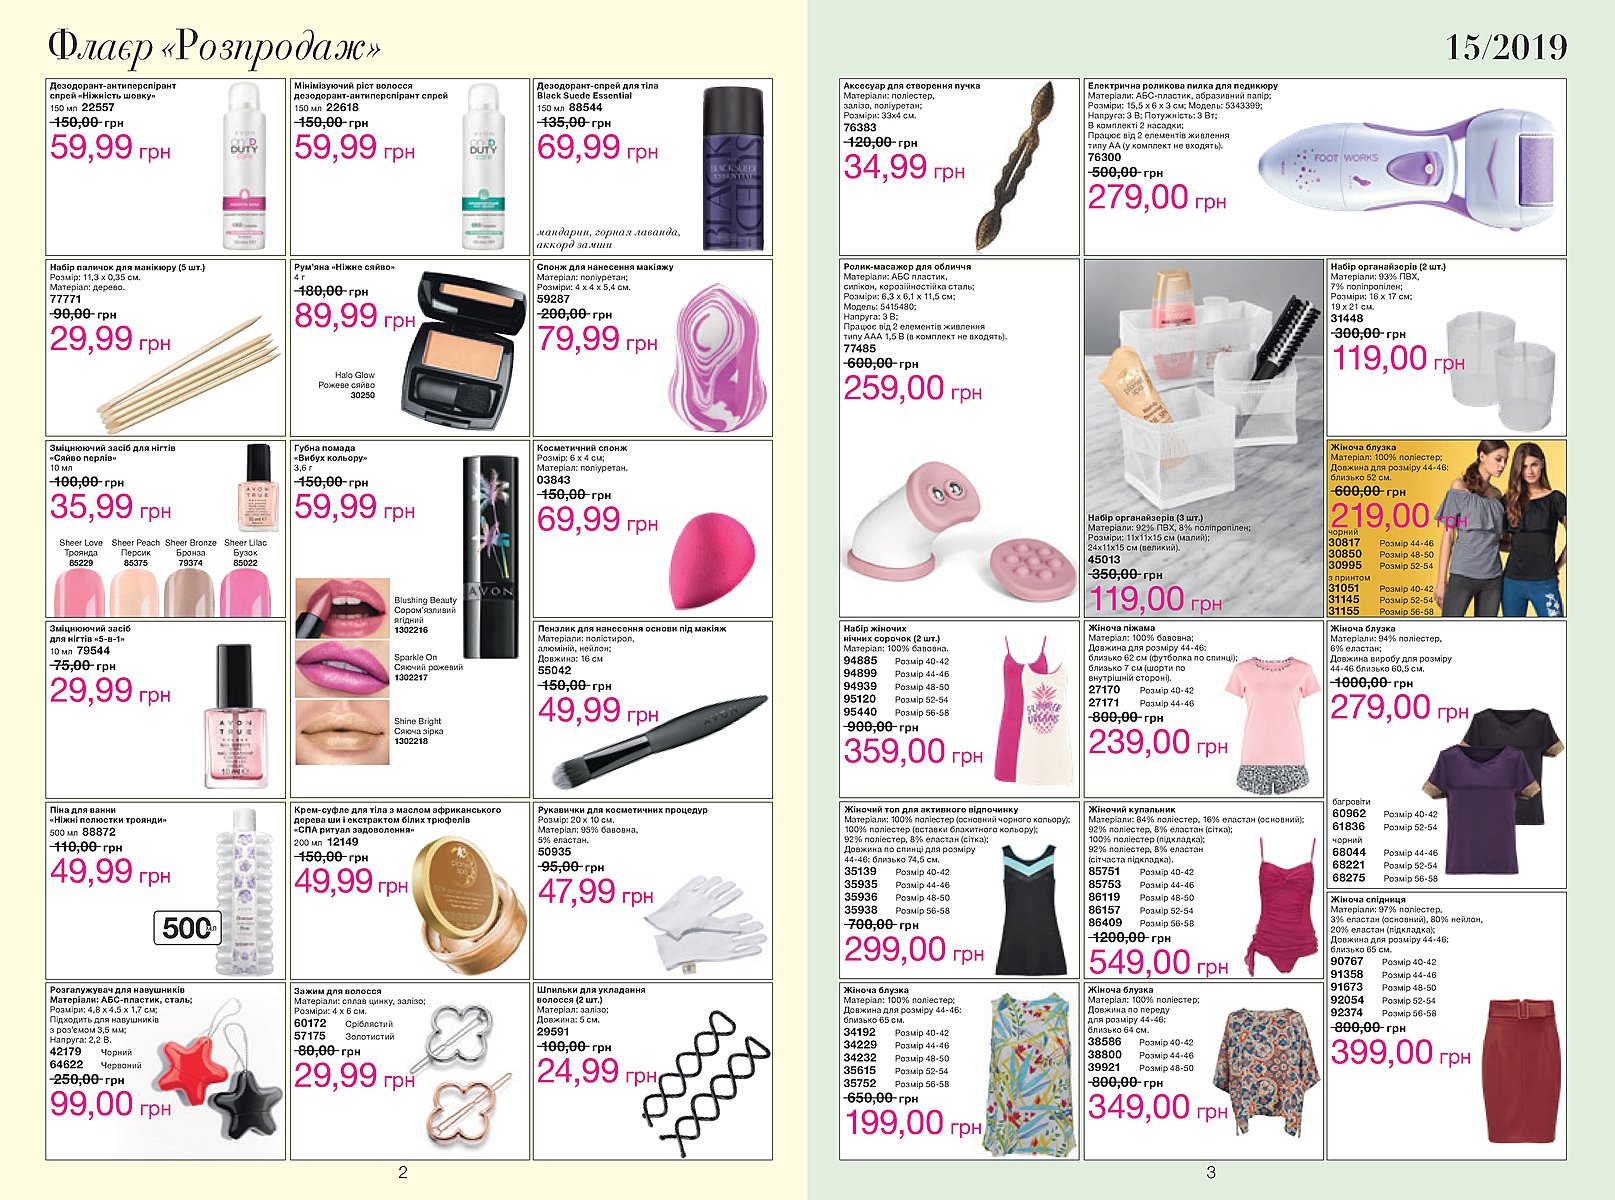 Флаєр «Розпродаж»
15/2019
Дезодорант-антиперспірант
спрей «Ніжність шовку»
150 мл 22557
150,00 грн
59,99 грн
Мінімізуючий ріст волосся
дезодорант-антиперспірант спрей
150 мл 22618
150,00 грн
59,99 грн
Дезодорант-спрей для тіла
Black Suede Essential
150 мл 88544
135,00 грн
69,99 грн
мандарин, горная лаванда,
аккорд замши
Набір паличок для манікюру (5 шт.)
Розмір: 11,3 х 0,35 см.
Матеріал: дерево.
77771
90,00 грн
29,99 грн
Рум'яна «Ніжне сяйво»
4 г
180,00 грн
89,99 грн
Halo Glow
Рожеве сяйво
30250
Спонж для нанесення макіяжу
Матеріал: поліуретан;
Розміри: 4 х 4 х 5,4 см.
59287
200,00 грн
79,99 грн
Зміцнюючий засіб для нігтів
«Сяйво перлів»
10 мл
100,00 грн
35,99 грн
AVON
TRUE
Sheer Love
Троянда
85229
Sheer Peach
Персик
85375
Sheer Bronze
Бронза
79374
Sheer Lilac
Бузок
85022
Губна помада
«Вибух кольору»
3,6 г
150,00 грн
59,99 грн
AVON
Blushing Beauty
Сором'язливий
ягідний
1302216
Sparkle On
Сяючий рожевий
1302217
Shine Bright
Сяюча зірка
1302218
Косметичний спонж
Розмір: 6 х 4 см;
Матеріал: поліуретан.
03843
150,00 грн
69,99 грн
Зміцнюючий засіб
для нігтів «5-в-1»
10 мл 79544
75,00 грн
29,99 грн
AVON
TRUE
Пензлик для нанесення основи під макіяж
Матеріали: полістирол,
алюміній, нейлон;
Довжина: 16 см
55042
150,00 грн
49,99 грн
AVON
Піна для ванни
«Ніжні пелюстки троянди»
500 мл 88872
110,00 грн
49,99 грн
500 мл
Крем-суфле для тіла з маслом африканського
дерева ши і екстрактом білих трюфелів
«СПА ритуал задоволення»
200 мл 12149
150,00 грн
49,99 грн
Рукавички для косметичних процедур
Розмір: 20 х 10 см.
Матеріал: 95% бавовна,
5% еластан.
50935
95,00 грн
47,99 грн
Розгалужувач для навушників
Матеріали: АБС-пластик, сталь;
Розміри: 4,8 х 4,5 х 1,7 см;
Підходить для навушників
з роз'ємом 3,5 мм;
Напруга: 2,2 В.
42179 Чорний
64622 Червоний
250,00 грн
99,00 грн
Зажим для волосся
Матеріали: сплав цинку, залізо;
Розміри: 4 х 6 см.
60172 Сріблястий
57175 Золотистий
80,00 грн
29,99 грн
Шпильки для укладання
волосся (2 шт.)
Матеріал: залізо;
Довжина: 5 см.
29591
100,00 грн
24,99 грн
2
Аксесуар для створення пучка
Матеріали: поліестер,
залізо, поліуретан;
Розміри: 33х4 см.
76383
120,00 грн
34,99 грн
Електрична роликова пилка для педикюру
Матеріали: АБС-пластик, абразивний папір;
Розміри: 15,5 х 6 х 3 см; Модель: 5343399;
Напруга: 3 В; Потужність: 3 Вт;
В комплекті 2 насадки;
Працює від 2 елементів живлення
типу АА (у комплект не входять).
76300
500,00 грн
279,00 грн
FOOT WORKS
Ролик-масажер для обличчя
Матеріали: АБС пластик,
силікон, корозійностійка сталь;
Розміри: 6,3 х 6,1 х 11,5 см;
Модель: 5415480;
Напруга: 3 В;
Працює від 2 елементів живлення
типу ААА 1,5 В (в комплект не входять).
77485
600,00 грн
259,00 грн
Набір органайзерів (3 шт.)
Матеріали: 92% ПВХ, 8% поліпропілен;
Розміри: 11х11х15 см (малий);
24х11х15 см (великий).
45013
350,00 грн
119,00 грн
Набір органайзерів (2 шт.)
Матеріали: 93% ПВХ,
7% поліпропілен;
Розміри: 16 х 17 см;
19 х 21 см.
31448
300,00 грн
119,00 грн
Жіноча блузка
Матеріал: 100% поліестер;
Довжина для розміру 44-46:
близько 52 см.
600,00 грн
219,00 грн
чорний
30817 Розмір 44-46
30850 Розмір 48-50
30995 Розмір 52-54
з принтом
31051 Розмір 40-42
31145 Розмір 52-54
31155 Розмір 56-58
Набір жіночих
нічних сорочок (2 шт.)
Матеріал: 100% бавовна.
94885 Розмір 40-42
94899 Розмір 44-46
94939 Розмір 48-50
95120 Розмір 52-54
95440 Розмір 56-58
900,00 грн
359,00 грн
Жіноча піжама
Матеріал: 100% бавовна;
Довжина для розміру 44-46:
близько 62 см (футболка по спинці);
близько 7 см (шорти по
внутрішній стороні).
27170 Розмір 40-42
27171 Розмір 44-46
800,00 грн
239,00 грн
Жіноча блузка
Матеріали: 94% поліестер,
6% еластан;
Довжина виробу для розміру
44-46 близько 60,5 см.
1000,00 грн
279,00 грн
багровіти
60962 Розмір 40-42
61836 Розмір 52-54
чорний
68044 Розмір 44-46
68221 Розмір 52-54
68275 Розмір 56-58
Жіночий топ для активного відпочинку
Матеріали: 100% поліестер (основний чорного кольору);
100% поліестер (вставки блакитного кольору);
92% поліестер, 8% еластан (сітка);
Довжина по спинці для розміру
44-46: близько 74,5 см.
35139 Розмір 40-42
35935 Розмір 44-46
35936 Розмір 48-50
35938 Розмір 56-58
700,00 грн
299,00 грн
Жіночий купальник
Матеріали: 84% поліестер, 16% еластан (основний);
92% поліестер, 8% еластан (сітка);
100% поліестер (підкладка);
92% поліестер, 8% еластан
(сітчаста підкладка).
85751 Розмір 40-42
85753 Розмір 44-46
86119 Розмір 48-50
86157 Розмір 52-54
86409 Розмір 56-58
1200,00 грн
549,00 грн
Жіноча спідниця
Матеріали: 97% поліестер,
3% еластан (основний), 80% нейлон,
20% еластан (підкладка);
Довжина для розміру 44-46:
близько 65 см.
90767 Розмір 40-42
91358 Розмір 44-46
91673 Розмір 48-50
92054 Розмір 52-54
92374 Розмір 56-58
800,00 грн
399,00 грн
Жіноча блузка
Матеріал: 100% поліестер;
Довжина для розміру 44-46:
близько 65 см.
34192 Розмір 40-42
34229 Розмір 44-46
34232 Розмір 48-50
35615 Розмір 52-54
35752 Розмір 56-58
650,00 грн
199,00 грн
Жіноча блузка
Матеріал: 100% поліестер;
Довжина по переду
для розміру 44-46:
близько 64 см.
38586 Розмір 40-42
38800 Розмір 44-46
39921 Розмір 48-50
800,00 грн
349,00 грн
3